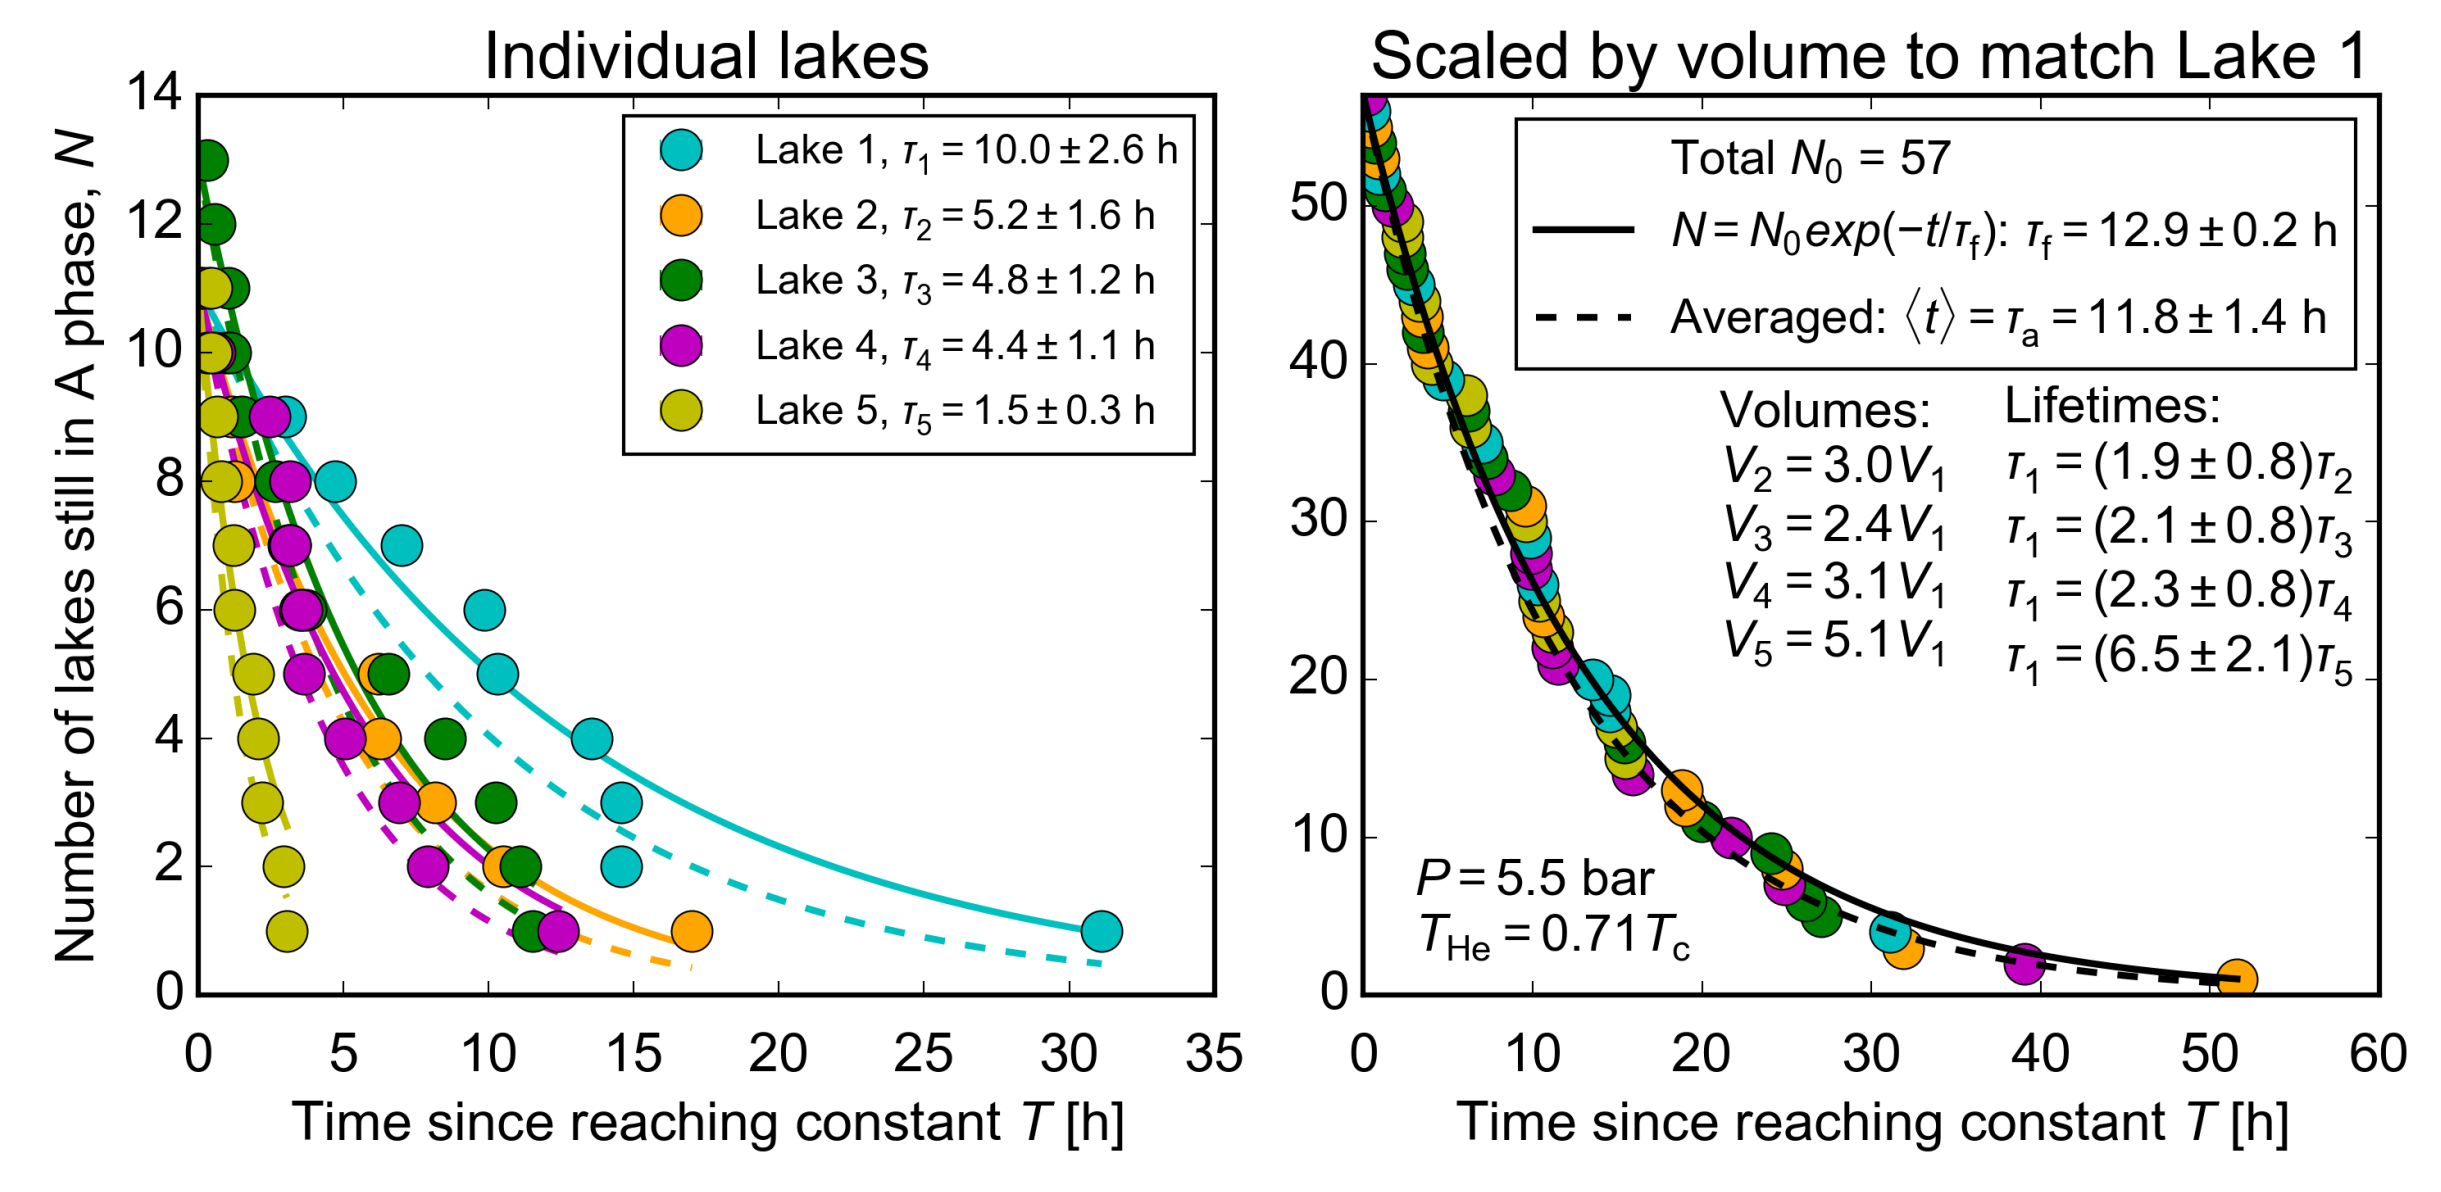 Individual lakes
Number of lakes still in A phase, N
14
12
10
8
6
4
2
0
Lake 1, τ₁ = 10.0 ± 2.6 h
Lake 2, τ₂ = 5.2 ± 1.6 h
Lake 3, τ₃ = 4.8 ± 1.2 h
Lake 4, τ₄ = 4.4 ± 1.1 h
Lake 5, τ₅ = 1.5 ± 0.3 h
0 5 10 15 20 25 30 35
Time since reaching constant T [h]
Scaled by volume to match Lake 1
50
40
30
20
10
0
Total N₀ = 57
N = N₀exp(−t/τ_f): τ_f = 12.9 ± 0.2 h
Averaged: ⟨t⟩ = τₐ = 11.8 ± 1.4 h
Volumes:
V₂ = 3.0V₁
V₃ = 2.4V₁
V₄ = 3.1V₁
V₅ = 5.1V₁
Lifetimes:
τ₁ = (1.9 ± 0.8)τ₂
τ₁ = (2.1 ± 0.8)τ₃
τ₁ = (2.3 ± 0.8)τ₄
τ₁ = (6.5 ± 2.1)τ₅
P = 5.5 bar
T_He = 0.71T_c
0 10 20 30 40 50 60
Time since reaching constant T [h]